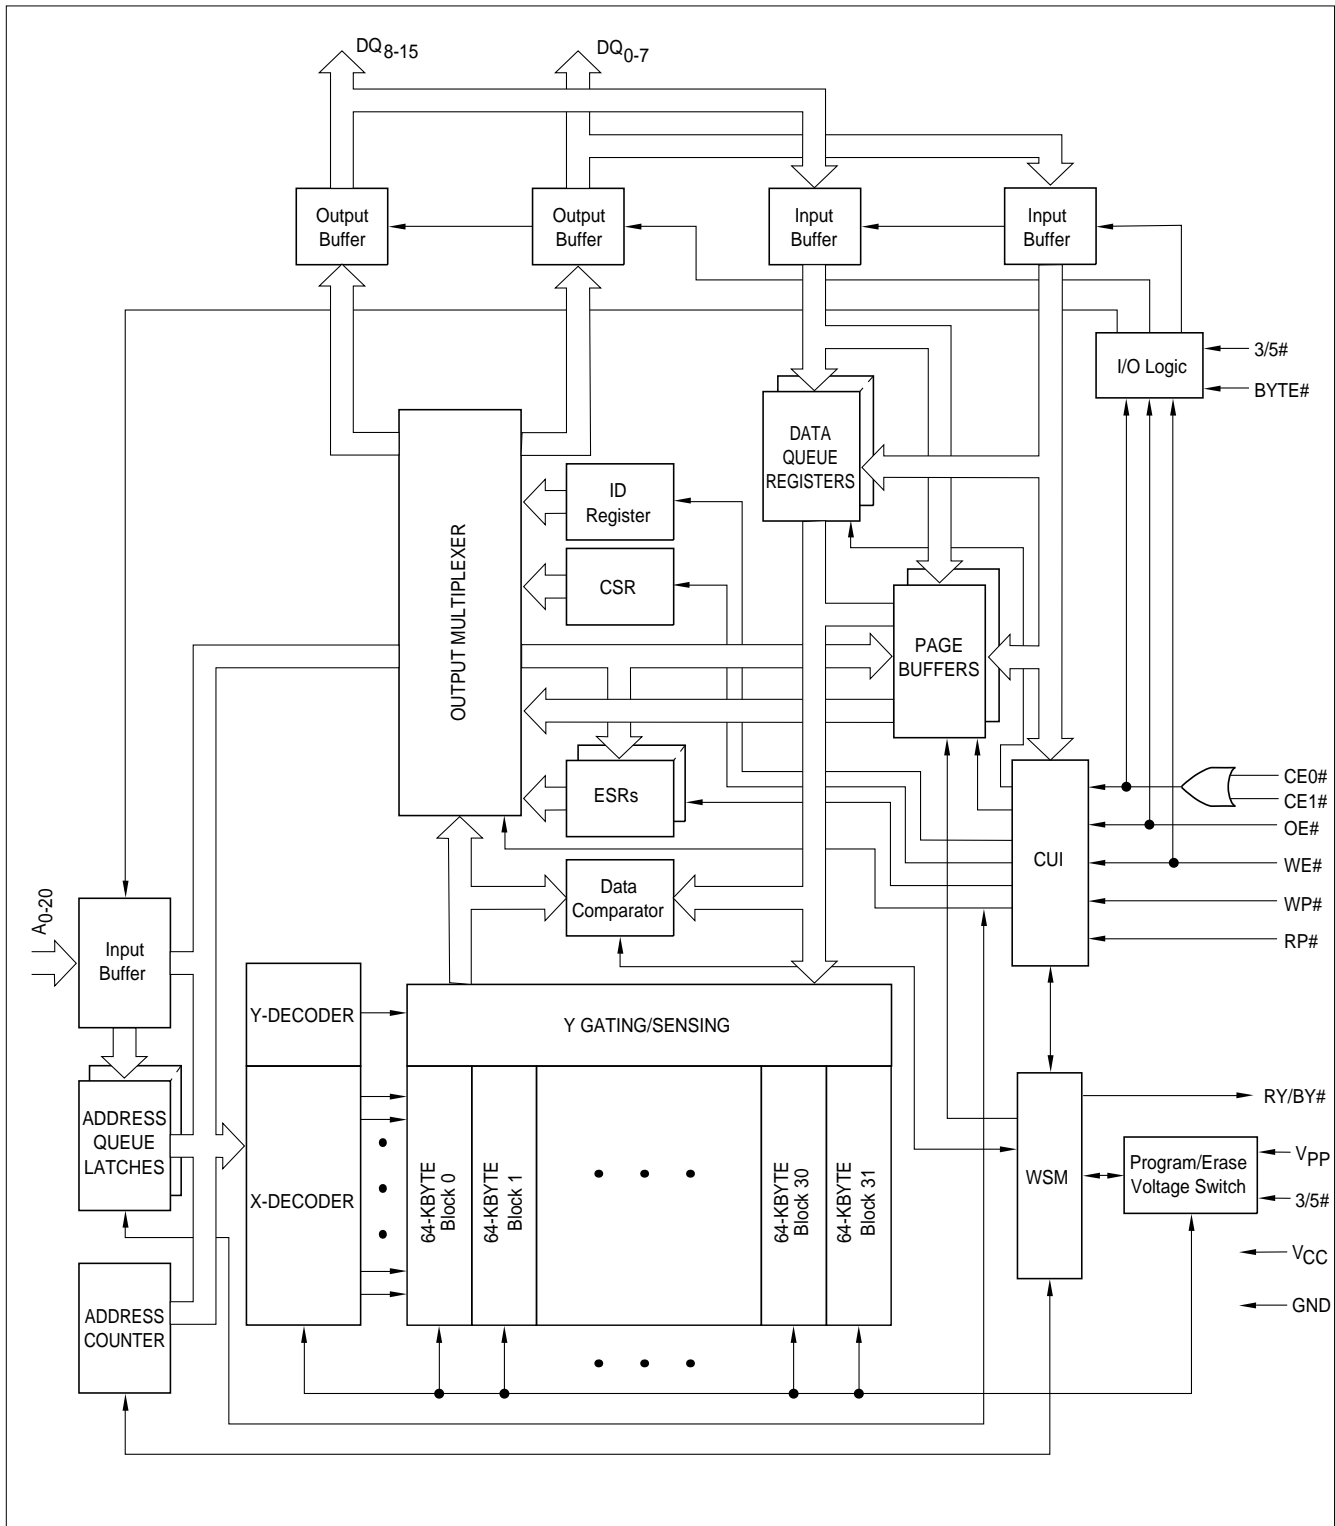 DQ8-15
DQ0-7
Output
Buffer
Output
Buffer
Input
Buffer
Input
Buffer
I/O Logic
3/5#
BYTE#
DATA
QUEUE
REGISTERS
ID
Register
CSR
OUTPUT MULTIPLEXER
PAGE
BUFFERS
ESRs
CE0#
CE1#
OE#
WE#
WP#
RP#
CUI
Data
Comparator
A0-20
Input
Buffer
Y-DECODER
Y GATING/SENSING
ADDRESS
QUEUE
LATCHES
X-DECODER
64-KBYTE
Block 0
64-KBYTE
Block 1
64-KBYTE
Block 30
64-KBYTE
Block 31
WSM
RY/BY#
Program/Erase
Voltage Switch
VPP
3/5#
VCC
GND
ADDRESS
COUNTER